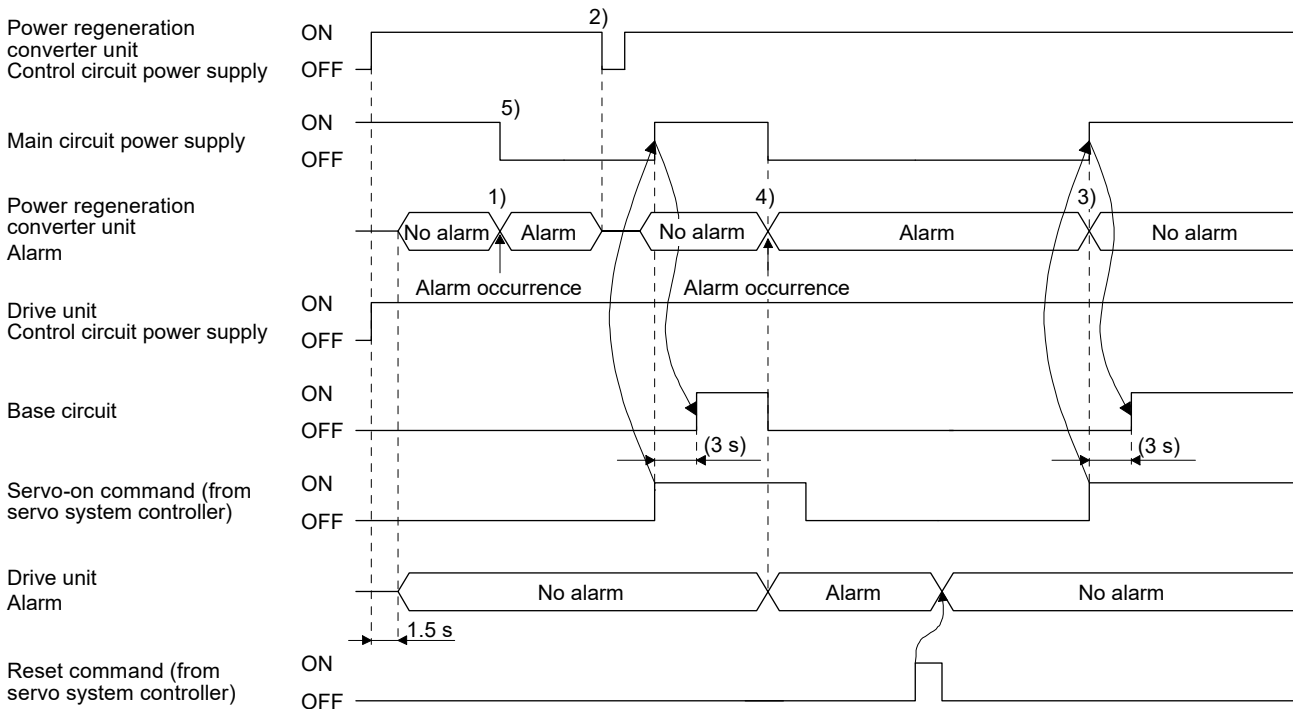 Power regeneration
converter unit
Control circuit power supply
ON
OFF
2)
Main circuit power supply
ON
OFF
5)
Power regeneration
converter unit
Alarm
1)
4)
3)
No alarm
Alarm
No alarm
Alarm
No alarm
Alarm occurrence
Alarm occurrence
Drive unit
Control circuit power supply
ON
OFF
Base circuit
ON
OFF
(3 s)
(3 s)
Servo-on command (from
servo system controller)
ON
OFF
Drive unit
Alarm
No alarm
Alarm
No alarm
1.5 s
Reset command (from
servo system controller)
ON
OFF